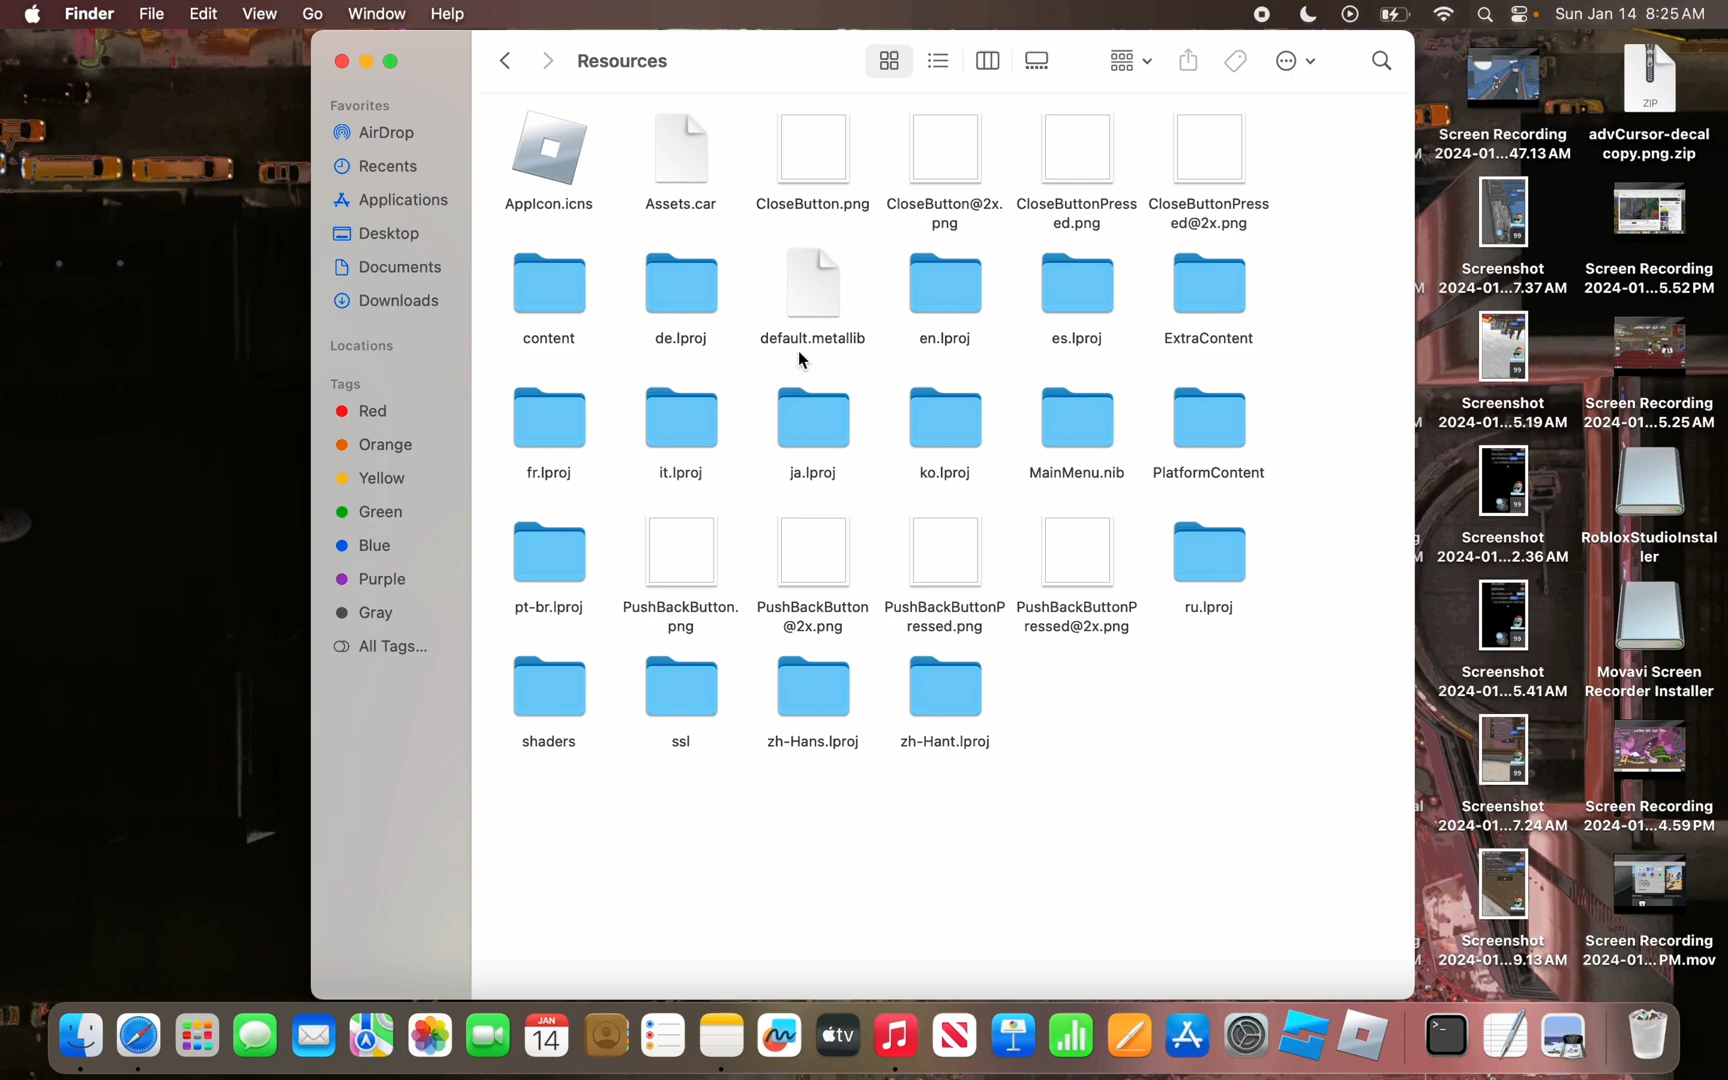 Finder File Edit View Go Window Help Sun Jan 14 8:25 AM
Resources
Favorites
AirDrop
Recents
Applications
Desktop
Documents
Downloads
Locations
Tags
Red
Orange
Yellow
Green
Blue
Purple
Gray
All Tags...
AppIcon.icns
Assets.car
CloseButton.png
CloseButton@2x.
png
CloseButtonPress
ed.png
CloseButtonPress
ed@2x.png
content
de.lproj
default.metallib
en.lproj
es.lproj
ExtraContent
fr.lproj
it.lproj
ja.lproj
ko.lproj
MainMenu.nib
PlatformContent
pt-br.lproj
PushBackButton.
png
PushBackButton
@2x.png
PushBackButtonP
ressed.png
PushBackButtonP
ressed@2x.png
ru.lproj
shaders
ssl
zh-Hans.lproj
zh-Hant.lproj
Screen Recording
2024-01...47.13 AM
ZIP
advCursor-decal
copy.png.zip
99
Screenshot
2024-01...7.37 AM
Screen Recording
2024-01...5.52 PM
99
Screenshot
2024-01...5.19 AM
Screen Recording
2024-01...5.25 AM
99
Screenshot
2024-01...2.36 AM
RobloxStudioInstal
ler
99
Screenshot
2024-01...5.41 AM
Movavi Screen
Recorder Installer
99
Screenshot
2024-01...7.24 AM
Screen Recording
2024-01...4.59 PM
99
Screenshot
2024-01...9.13 AM
Screen Recording
2024-01...PM.mov
JAN
14
tv